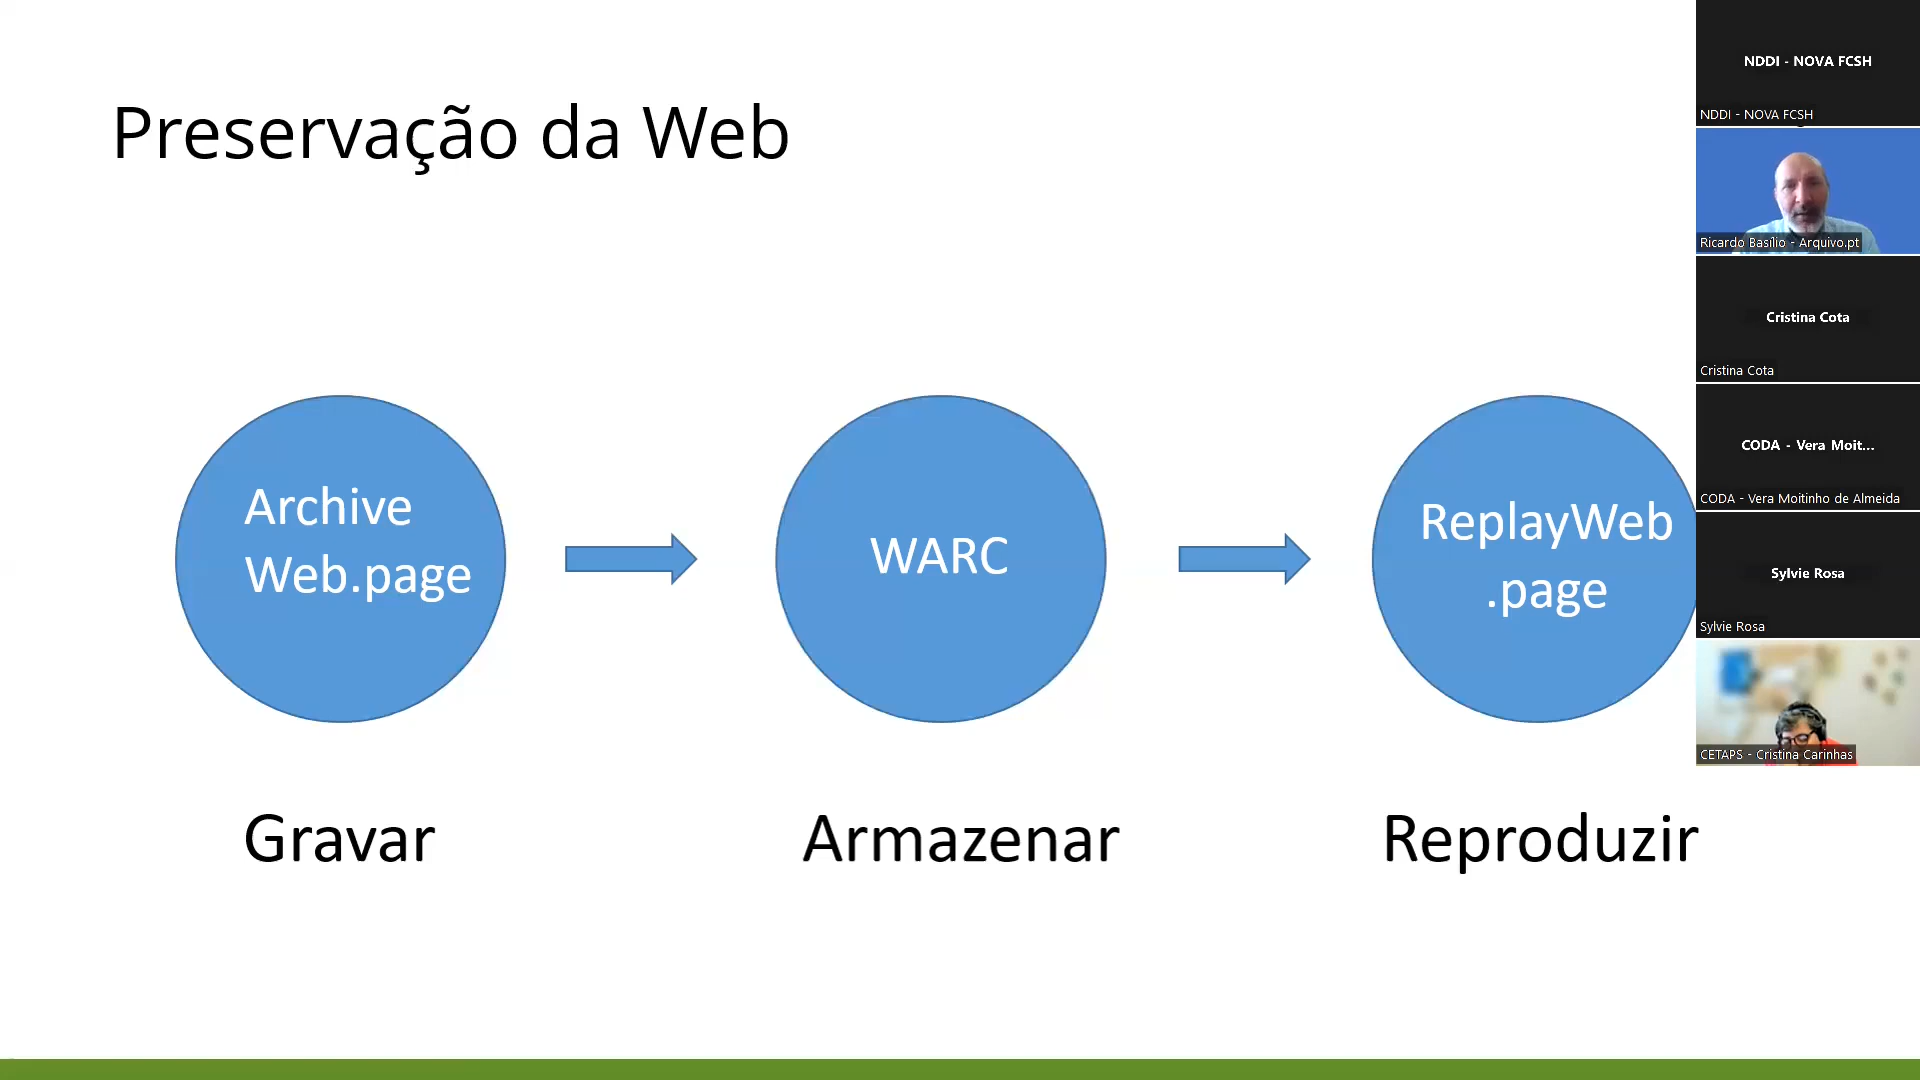 Preservação da Web
Archive
Web.page
WARC
ReplayWeb
.page
Gravar
Armazenar
Reproduzir
NDDI - NOVA FCSH
NDDI - NOVA FCSH
Ricardo Basílio - Arquivo.pt
Cristina Cota
Cristina Cota
CODA - Vera Moit...
CODA - Vera Moitinho de Almeida
Sylvie Rosa
Sylvie Rosa
CETAPS - Cristina Carinhas